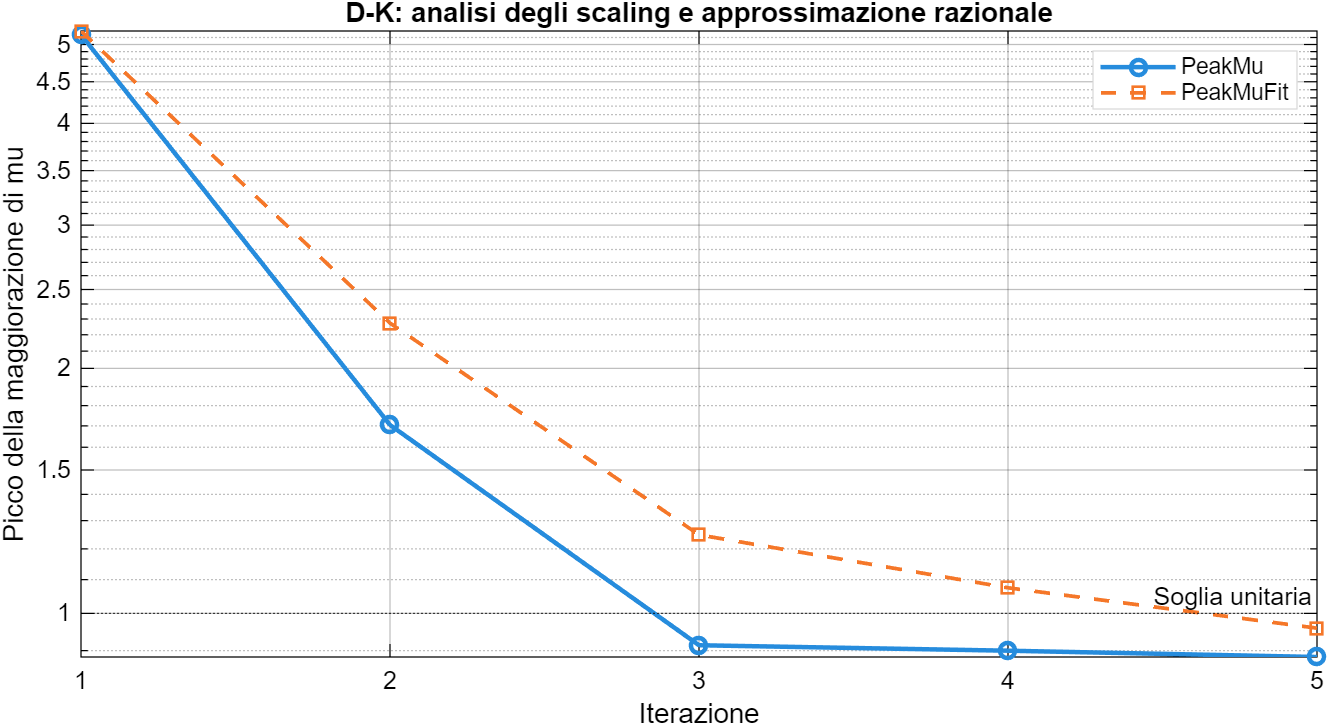 D-K: analisi degli scaling e approssimazione razionale
Picco della maggiorazione di mu
5
4.5
4
3.5
3
2.5
2
1.5
1
PeakMu
PeakMuFit
Soglia unitaria
1 2 3 4 5
Iterazione